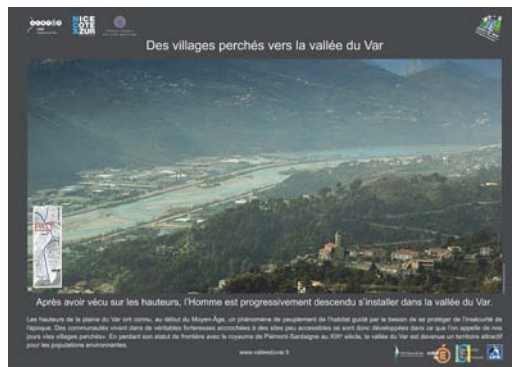 NICE
CÔTE
D'AZUR
Des villages perchés vers la vallée du Var
Après avoir vécu sur les hauteurs, l'Homme est progressivement descendu s'installer dans la vallée du Var.
Les hauteurs de la plaine du Var ont connu, au début du Moyen-Âge, un phénomène de peuplement de l'habitat guidé par le besoin de se protéger de l'insécurité de
l'époque. Des communautés vivant dans de véritables forteresses accrochées à des sites peu accessibles se sont donc développées dans ce que l'on appelle de nos
jours «les villages perchés». En perdant son statut de frontière avec le royaume de Piémont-Sardaigne au XIXe siècle, la vallée du Var est devenue un territoire attractif
pour les populations environnantes.
www.valleeduvar.fr